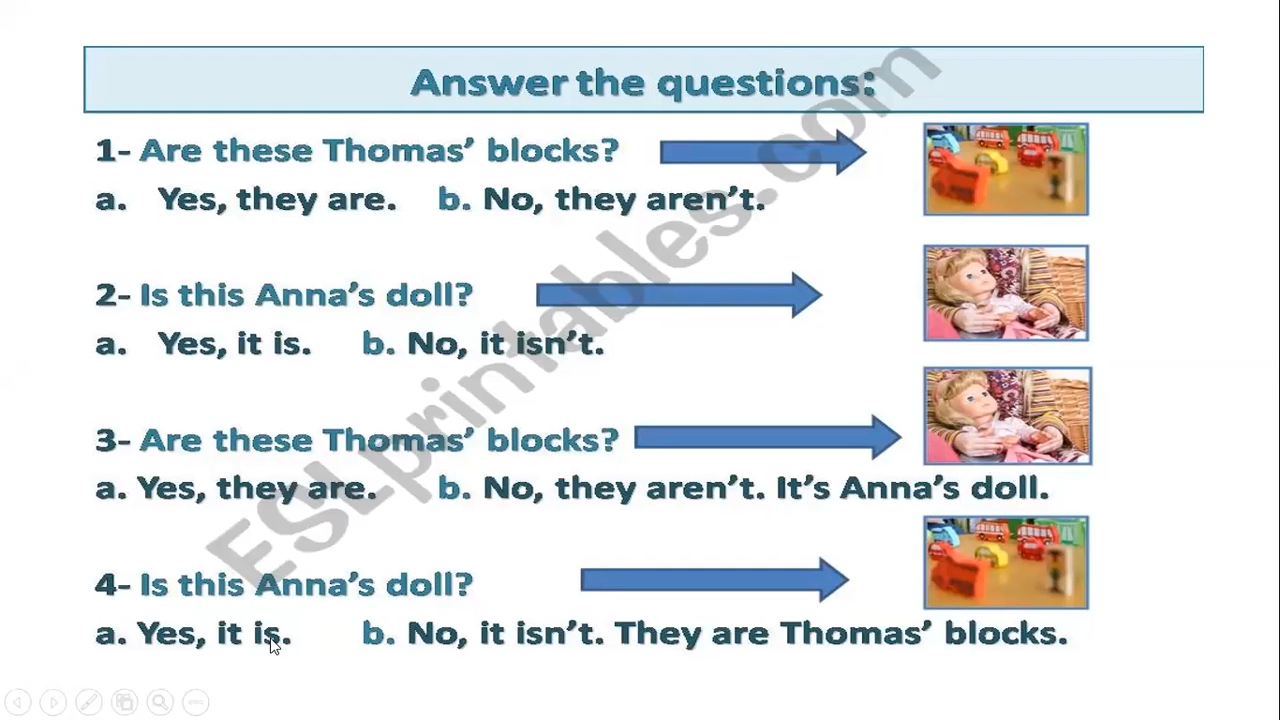 Answer the questions:
1- Are these Thomas’ blocks?
a. Yes, they are. b. No, they aren’t.
2- Is this Anna’s doll?
a. Yes, it is. b. No, it isn’t.
3- Are these Thomas’ blocks?
a. Yes, they are. b. No, they aren’t. It’s Anna’s doll.
4- Is this Anna’s doll?
a. Yes, it is. b. No, it isn’t. They are Thomas’ blocks.
ESLprintables.com